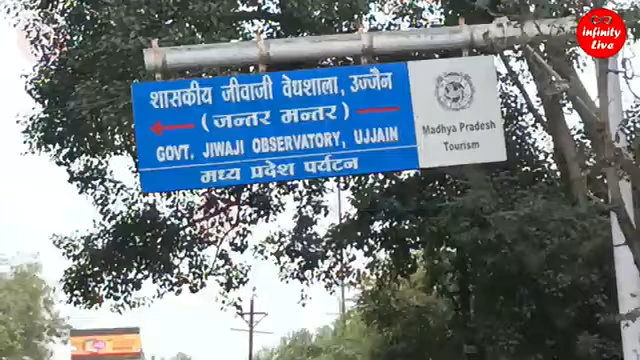 infinity
live
शासकीय जीवाजी वेधशाला, उज्जैन
(जन्तर मन्तर)
GOVT. JIWAJI OBSERVATORY, UJJAIN
मध्य प्रदेश पर्यटन
Madhya Pradesh
Tourism